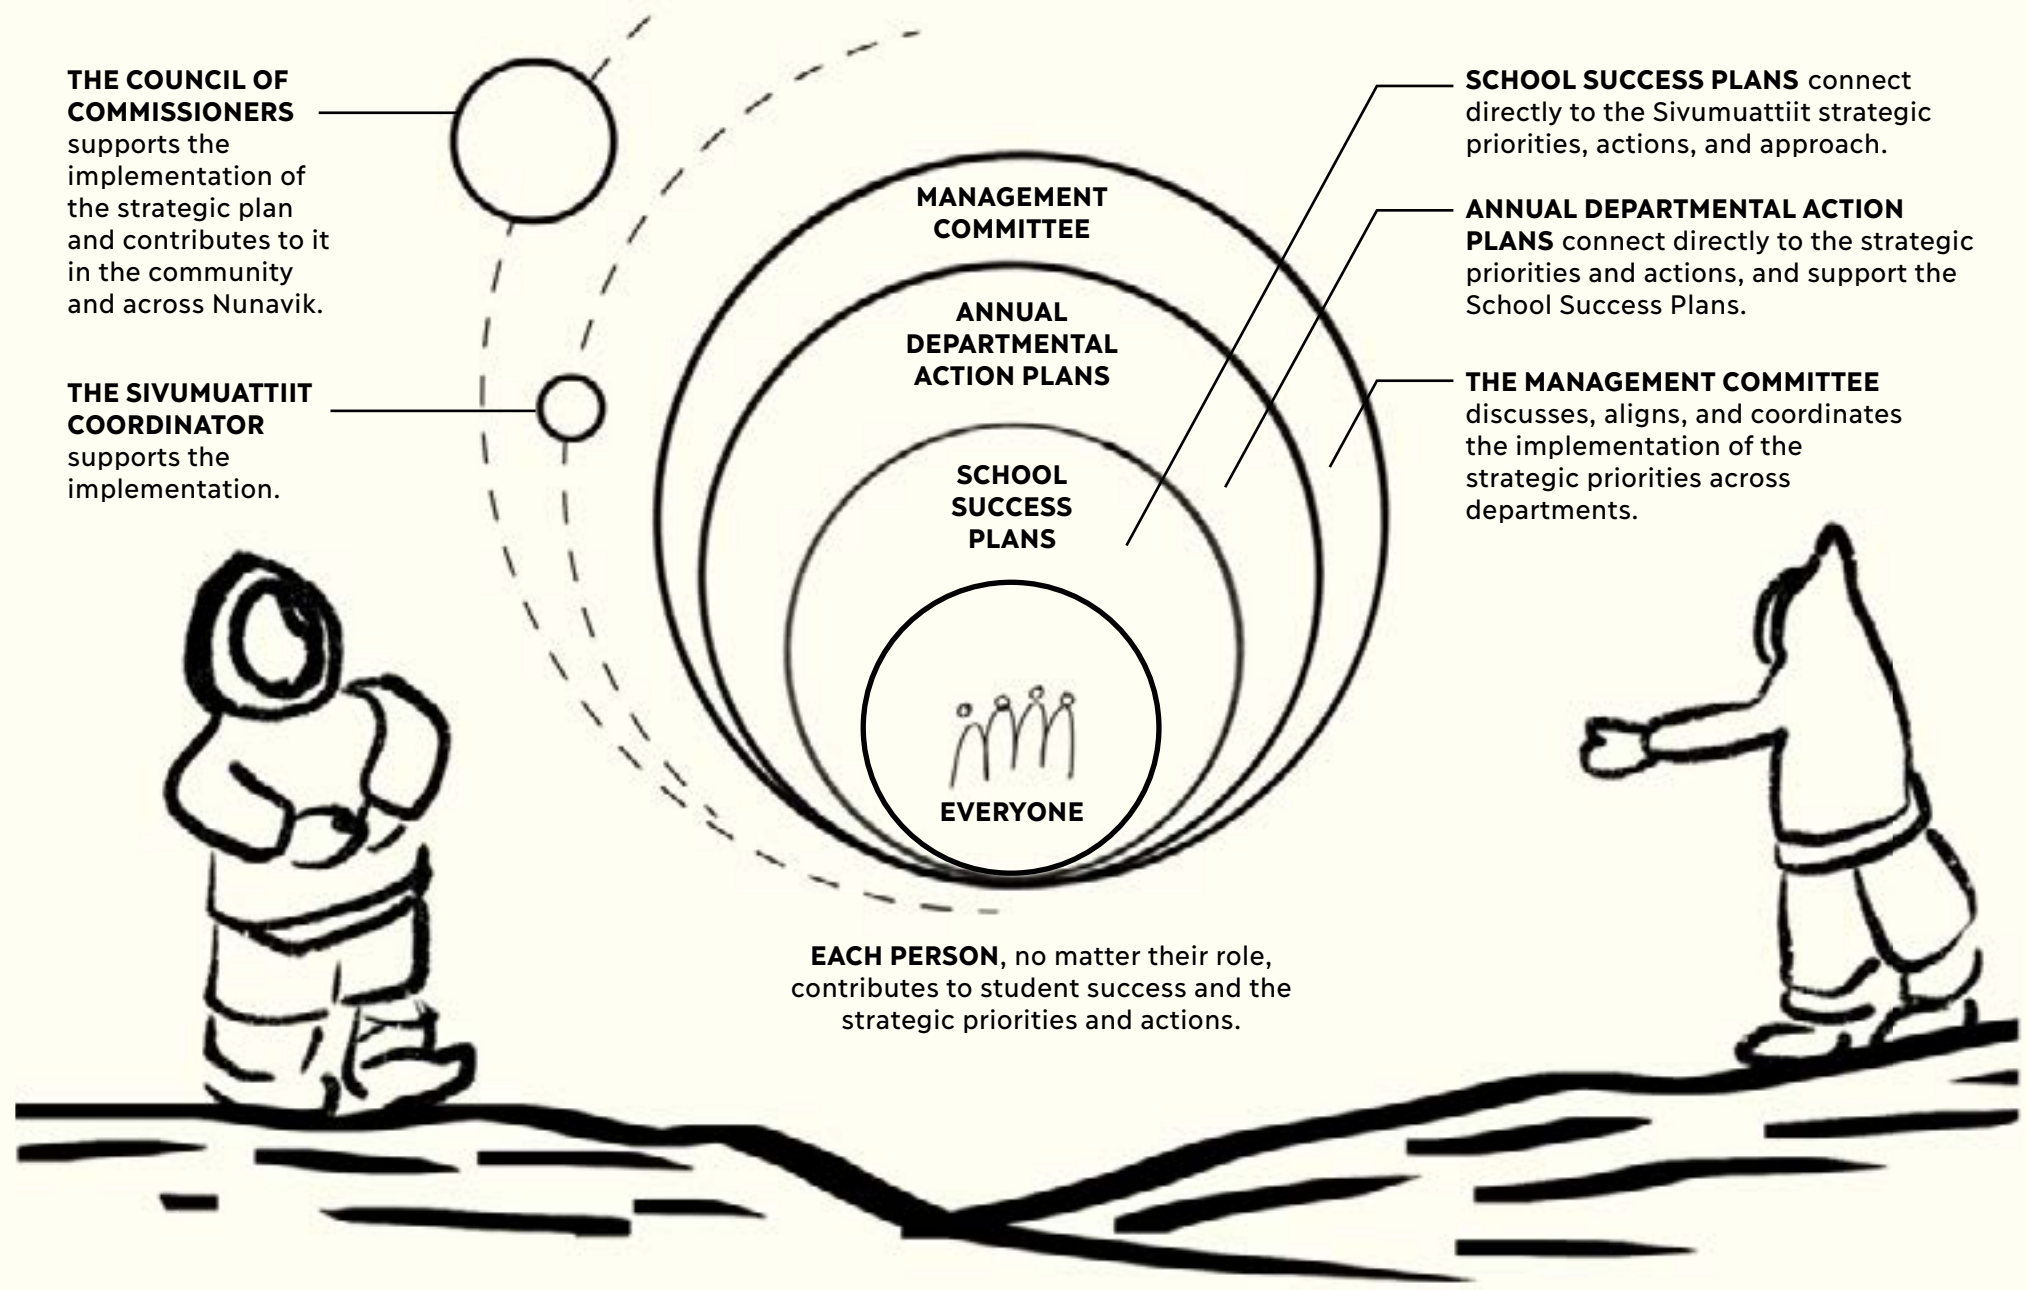 THE COUNCIL OF
COMMISSIONERS
supports the
implementation of
the strategic plan
and contributes to it
in the community
and across Nunavik.
THE SIVUMUATTIIT
COORDINATOR
supports the
implementation.
MANAGEMENT
COMMITTEE
ANNUAL
DEPARTMENTAL
ACTION PLANS
SCHOOL
SUCCESS
PLANS
EVERYONE
SCHOOL SUCCESS PLANS connect
directly to the Sivumuattiit strategic
priorities, actions, and approach.
ANNUAL DEPARTMENTAL ACTION
PLANS connect directly to the strategic
priorities and actions, and support the
School Success Plans.
THE MANAGEMENT COMMITTEE
discusses, aligns, and coordinates
the implementation of the
strategic priorities across
departments.
EACH PERSON, no matter their role,
contributes to student success and the
strategic priorities and actions.